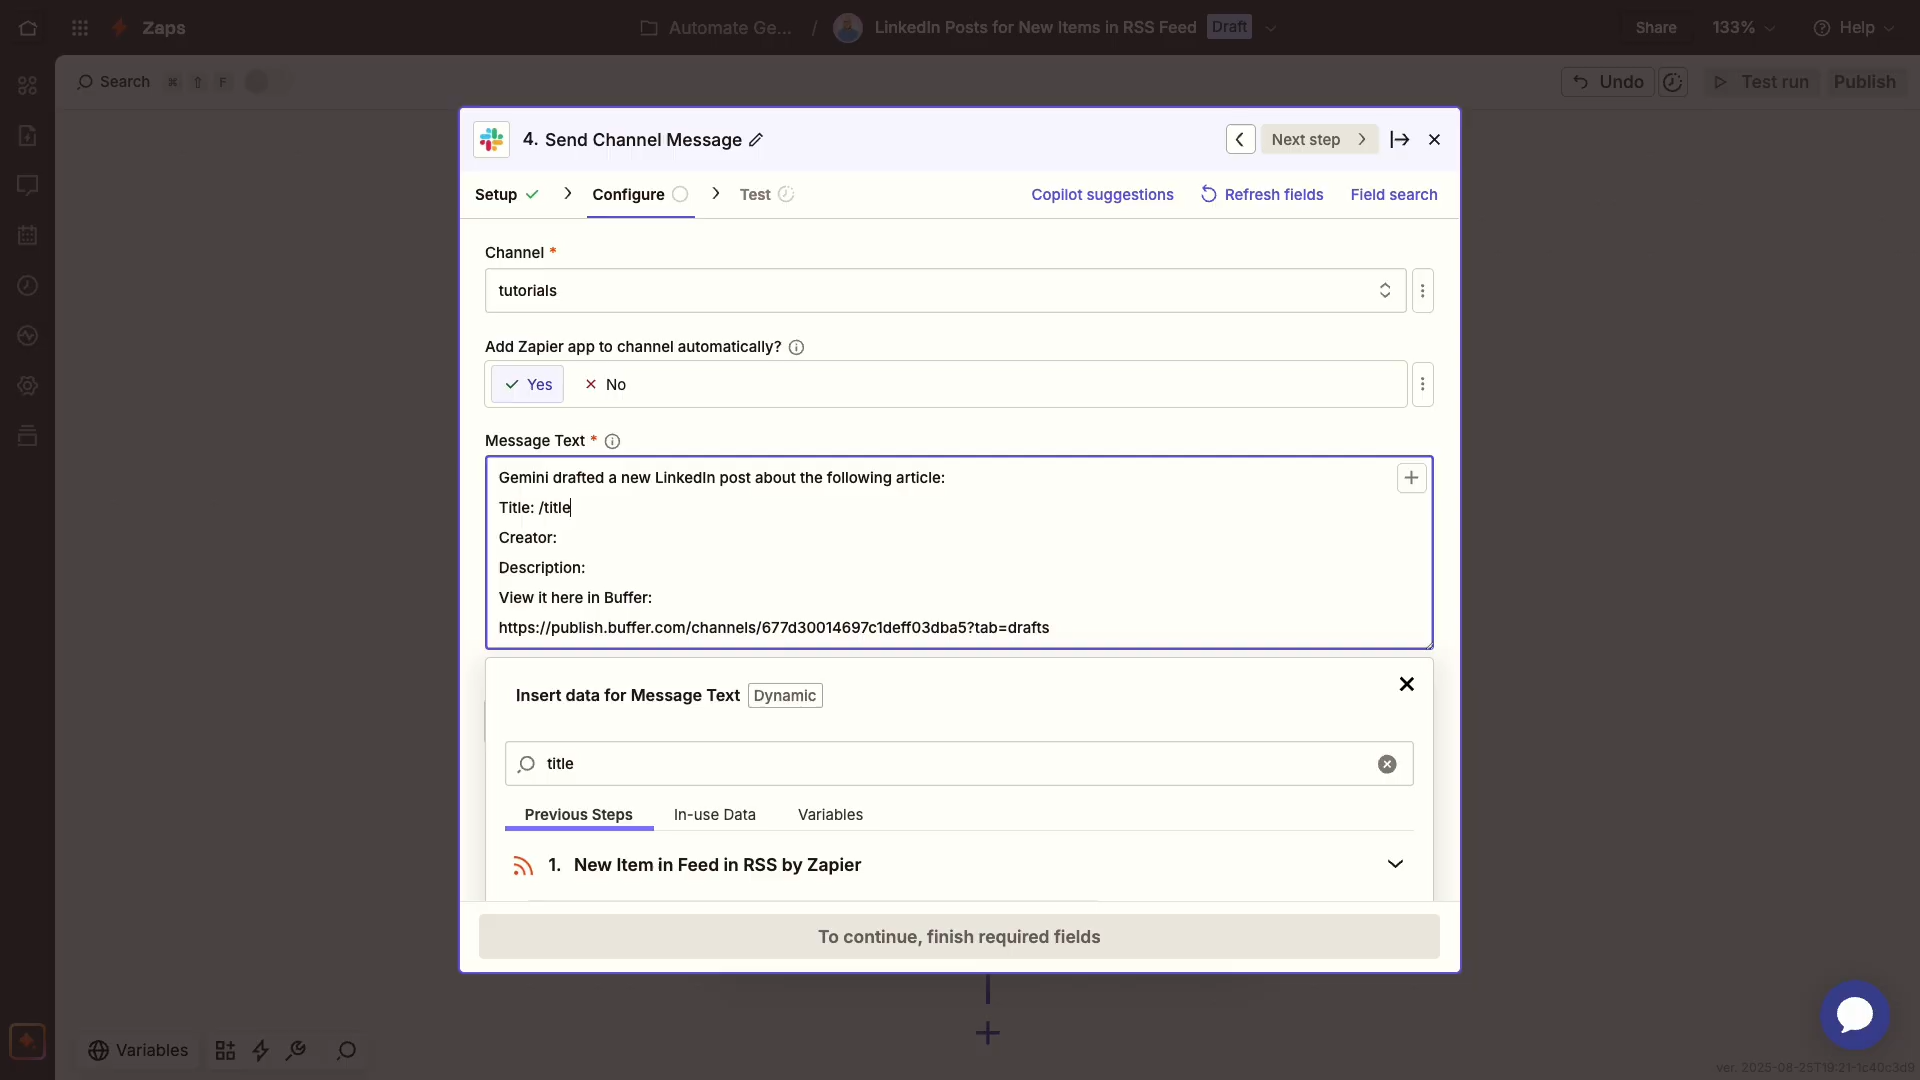 Zaps
Automate Ge... / LinkedIn Posts for New Items in RSS Feed Draft
Share 133% Help
Search ⌘ ⇧ F
Undo Test run Publish
4. Send Channel Message
Next step
Setup Configure Test
Copilot suggestions Refresh fields Field search
Channel *
tutorials
Add Zapier app to channel automatically?
Yes No
Message Text *
Gemini drafted a new LinkedIn post about the following article:
Title: /title
Creator:
Description:
View it here in Buffer:
https://publish.buffer.com/channels/677d30014697c1deff03dba5?tab=drafts
Insert data for Message Text Dynamic
title
Previous Steps In-use Data Variables
1. New Item in Feed in RSS by Zapier
To continue, finish required fields
Variables
ver. 2025-08-25T19:21-1c40c3d9